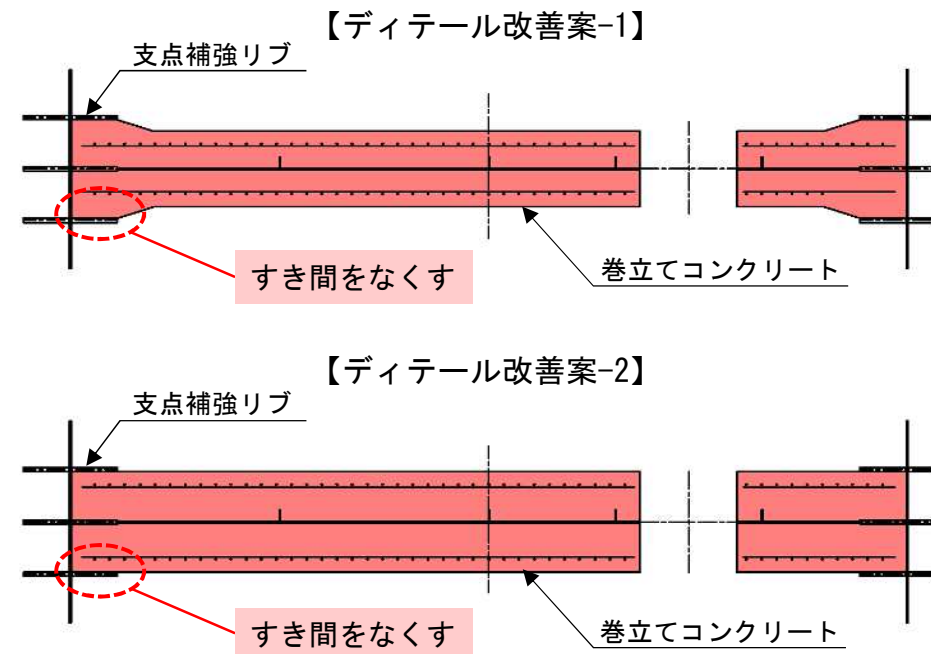 【ディテール改善案-1】
支点補強リブ
すき間をなくす
巻立てコンクリート
【ディテール改善案-2】
支点補強リブ
すき間をなくす
巻立てコンクリート